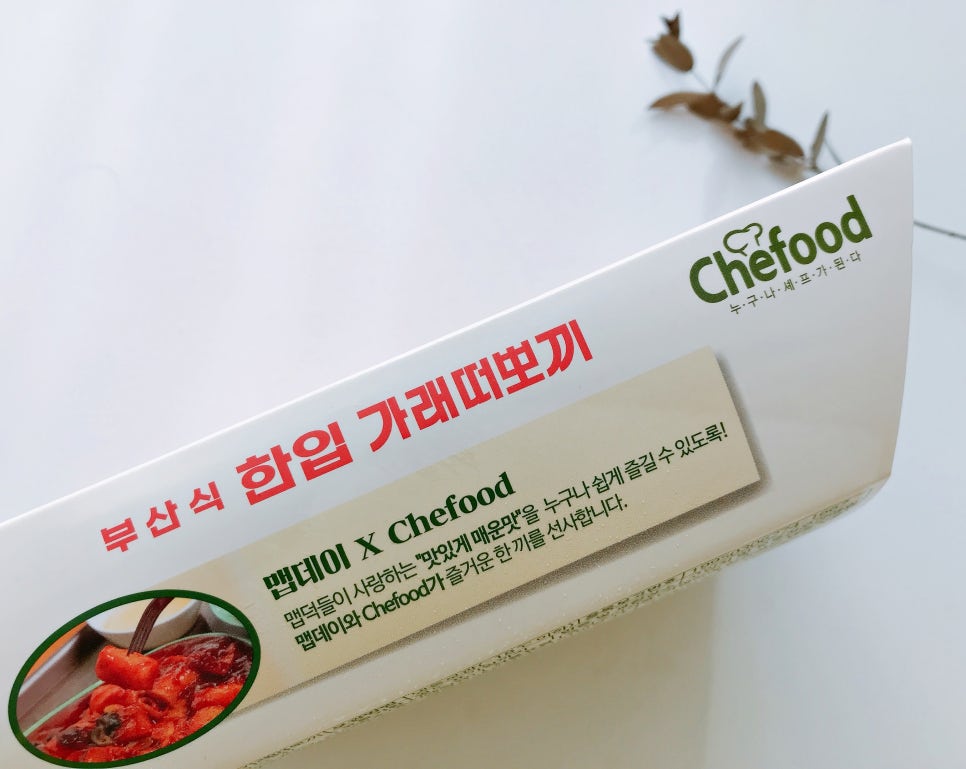 Chefood
누·구·나·셰·프·가·된·다
부산식 한입 가래떠뽀끼
맵데이 X Chefood
맵덕들이 사랑하는 "맛있게 매운맛"을 누구나 쉽게 즐길 수 있도록!
맵데이와 Chefood가 즐거운 한 끼를 선사합니다.